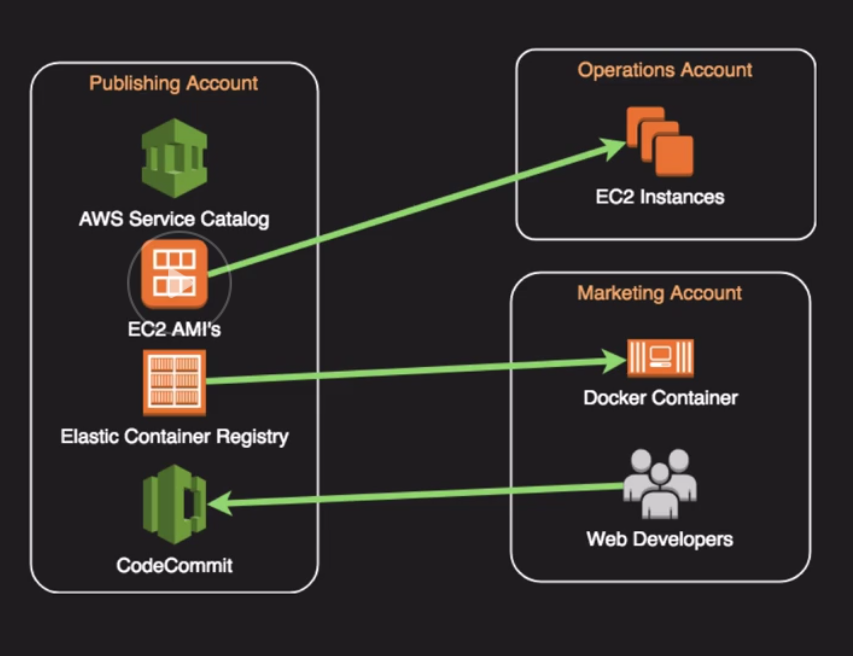 Publishing Account
AWS Service Catalog
EC2 AMI's
Elastic Container Registry
CodeCommit
Operations Account
EC2 Instances
Marketing Account
Docker Container
Web Developers